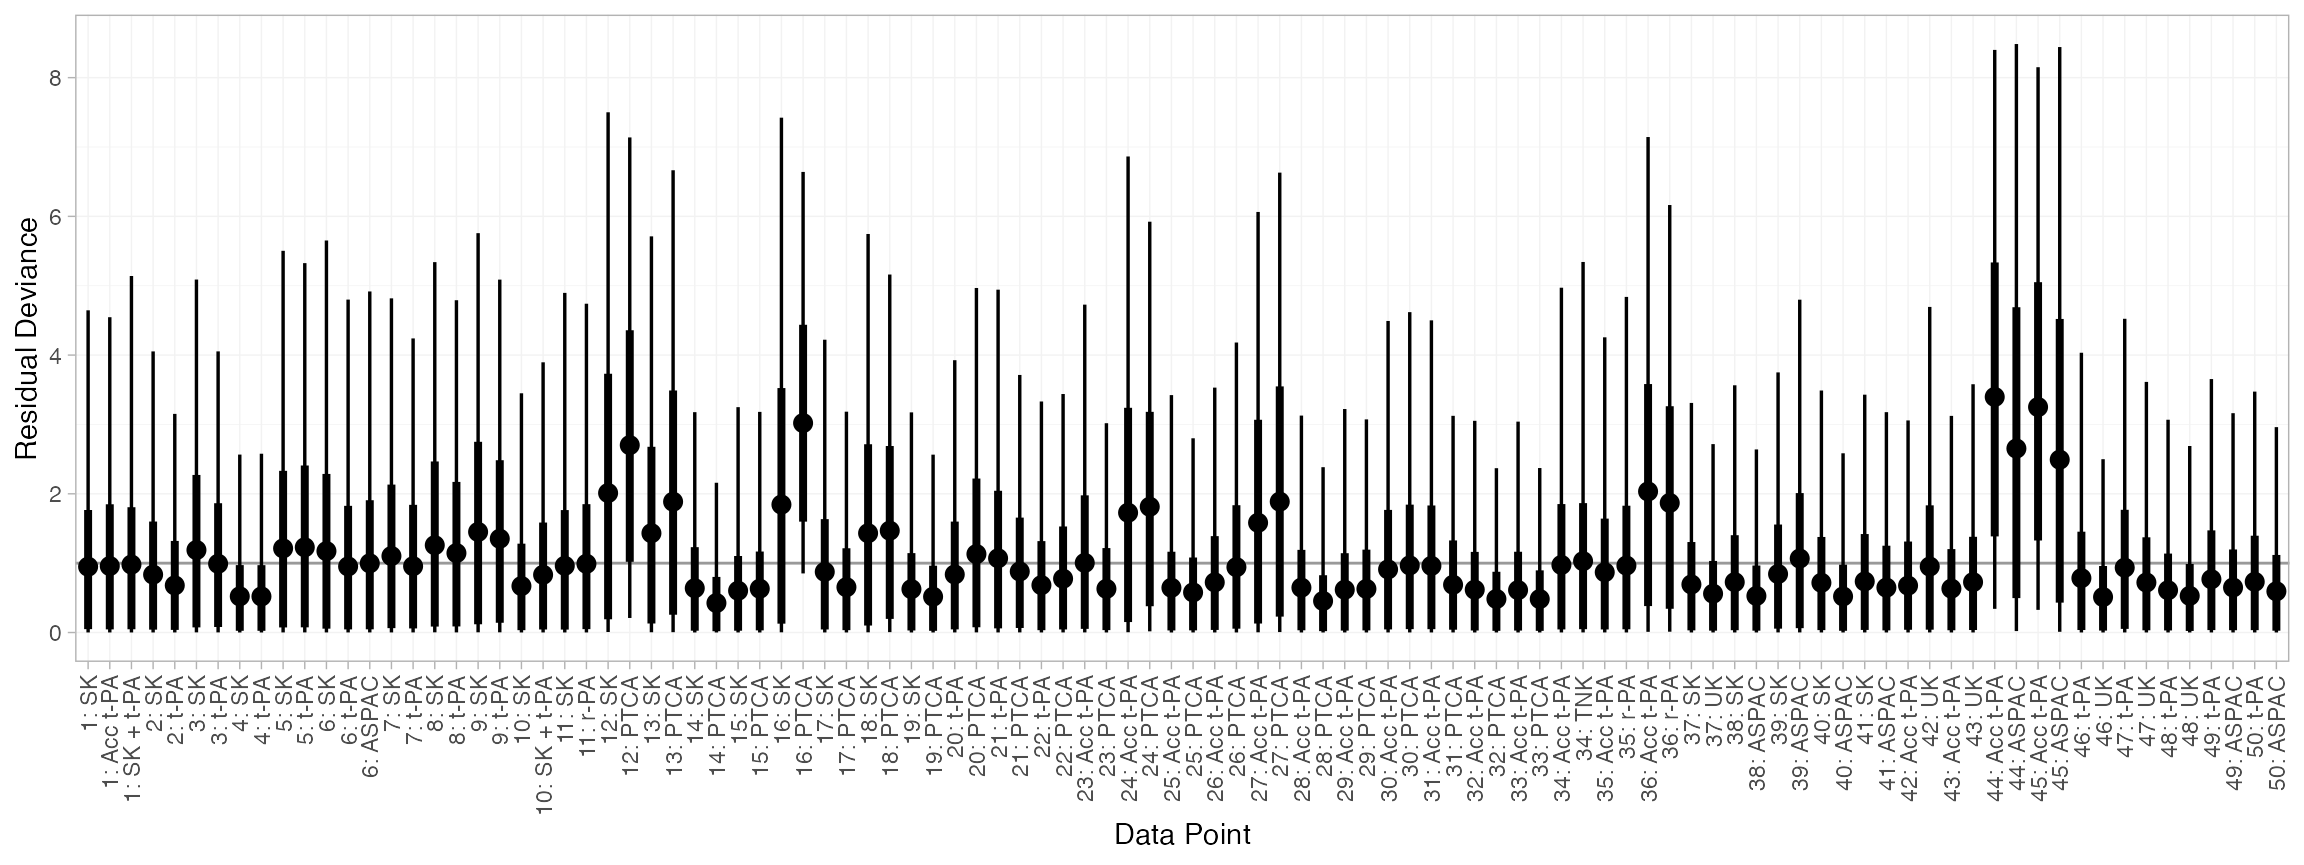 8
6
4
2
0
Residual Deviance
1: SK
1: Acc t-PA
1: SK + t-PA
2: SK
2: t-PA
3: SK
3: t-PA
4: SK
4: t-PA
5: SK
5: t-PA
6: SK
6: t-PA
6: ASPAC
7: SK
7: t-PA
8: SK
8: t-PA
9: SK
9: t-PA
10: SK
10: SK + t-PA
11: SK
11: r-PA
12: SK
12: PTCA
13: SK
13: PTCA
14: SK
14: PTCA
15: SK
15: PTCA
16: SK
16: PTCA
17: SK
17: PTCA
18: SK
18: PTCA
19: SK
19: PTCA
20: t-PA
20: PTCA
21: t-PA
21: PTCA
22: t-PA
22: PTCA
23: Acc t-PA
23: PTCA
24: Acc t-PA
24: PTCA
25: Acc t-PA
25: PTCA
26: Acc t-PA
26: PTCA
27: Acc t-PA
27: PTCA
28: Acc t-PA
28: PTCA
29: Acc t-PA
29: PTCA
30: Acc t-PA
30: PTCA
31: Acc t-PA
31: PTCA
32: Acc t-PA
32: PTCA
33: Acc t-PA
33: PTCA
34: Acc t-PA
34: TNK
35: Acc t-PA
35: r-PA
36: Acc t-PA
36: r-PA
37: SK
37: UK
38: SK
38: ASPAC
39: SK
39: ASPAC
40: SK
40: ASPAC
41: SK
41: ASPAC
42: Acc t-PA
42: UK
43: Acc t-PA
43: UK
44: Acc t-PA
44: ASPAC
45: Acc t-PA
45: ASPAC
46: t-PA
46: UK
47: t-PA
47: UK
48: t-PA
48: UK
49: t-PA
49: ASPAC
50: t-PA
50: ASPAC
Data Point